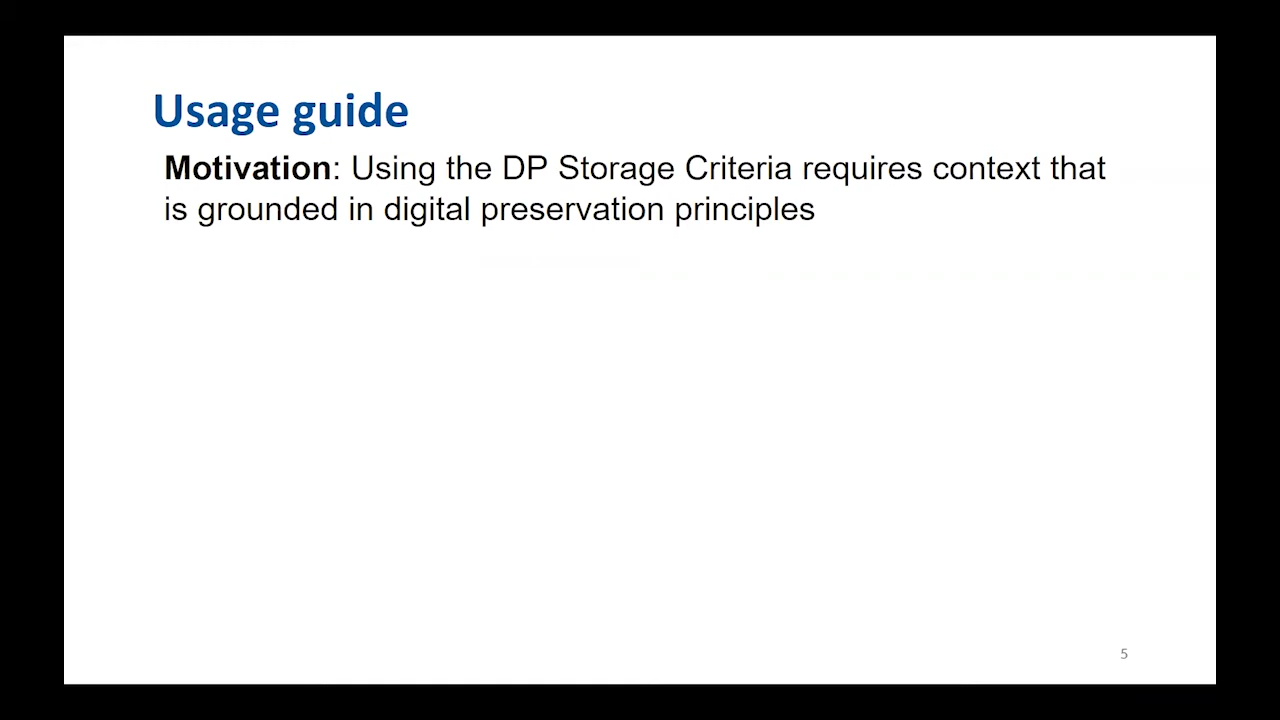 Usage guide
Motivation: Using the DP Storage Criteria requires context that
is grounded in digital preservation principles
5